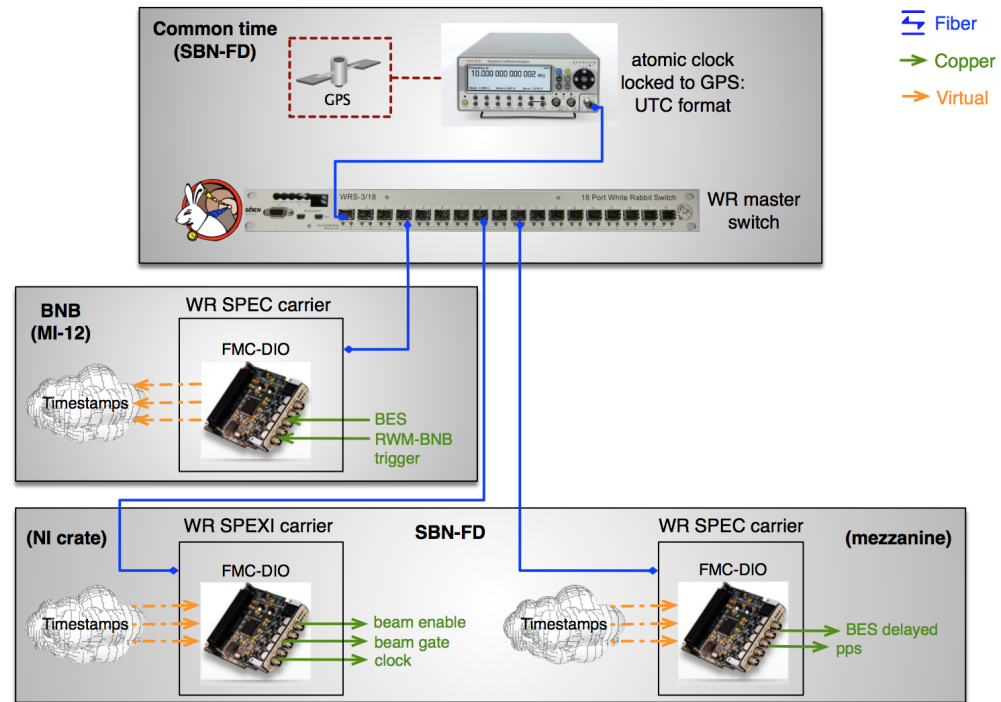 Common time
(SBN-FD)
GPS
10.000 000 000 002 MHz
atomic clock
locked to GPS:
UTC format
Fiber
Copper
Virtual
WRS-3/18
18 Port White Rabbit Switch
WR master
switch
BNB
(MI-12)
WR SPEC carrier
FMC-DIO
Timestamps
BES
RWM-BNB
trigger
(NI crate)
WR SPEXI carrier
SBN-FD
WR SPEC carrier
(mezzanine)
FMC-DIO
FMC-DIO
Timestamps
beam enable
beam gate
clock
Timestamps
BES delayed
pps